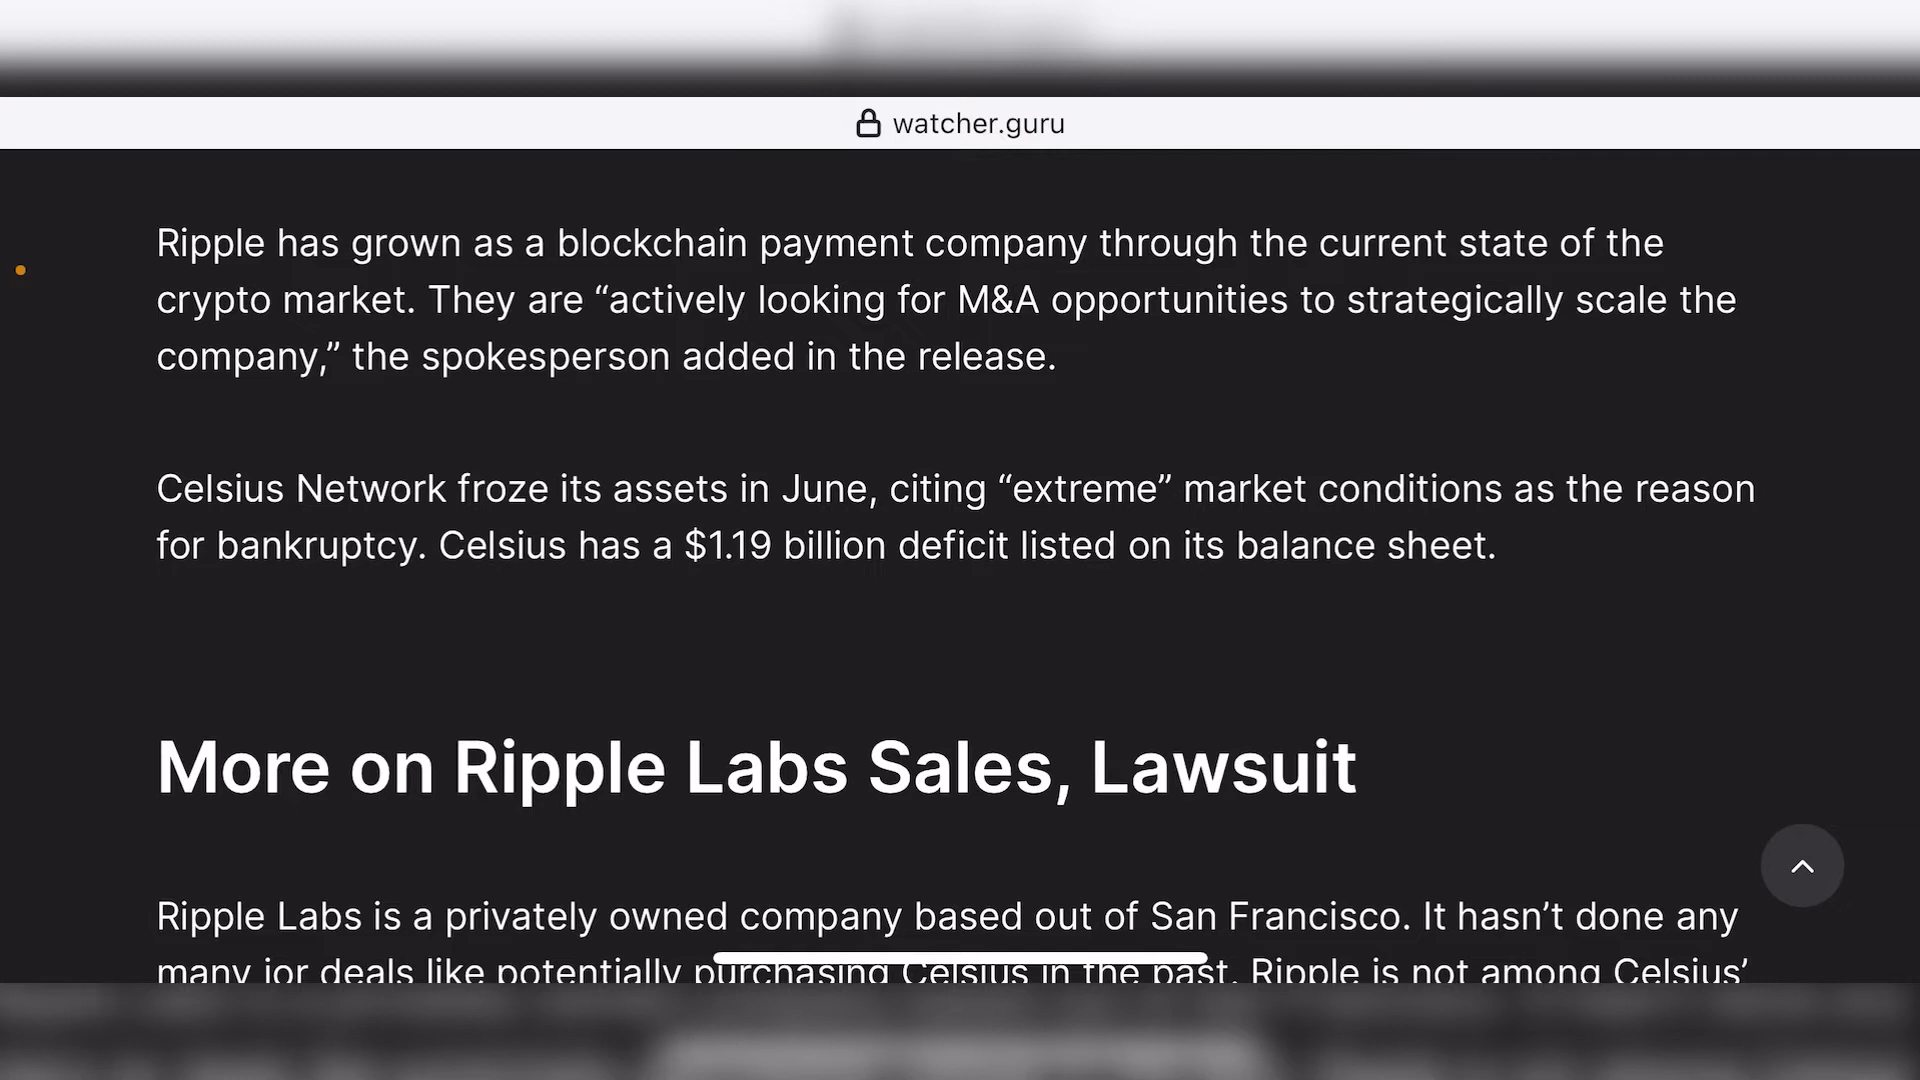 watcher.guru
Ripple has grown as a blockchain payment company through the current state of the
crypto market. They are “actively looking for M&A opportunities to strategically scale the
company,” the spokesperson added in the release.
Celsius Network froze its assets in June, citing “extreme” market conditions as the reason
for bankruptcy. Celsius has a $1.19 billion deficit listed on its balance sheet.
More on Ripple Labs Sales, Lawsuit
Ripple Labs is a privately owned company based out of San Francisco. It hasn’t done any
many jor deals like potentially purchasing Celsius in the past. Ripple is not among Celsius’